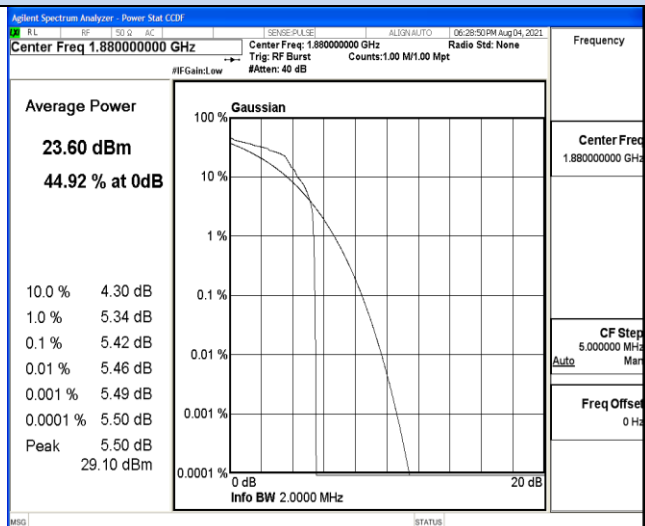 Agilent Spectrum Analyzer - Power Stat CCDF
RL RF 50 Ω AC SENSE:PULSE ALIGN AUTO 06:28:50 PM Aug 04, 2021
Center Freq 1.880000000 GHz
Center Freq: 1.880000000 GHz Radio Std: None
Trig: RF Burst Counts:1.00 M/1.00 Mpt
#IFGain:Low #Atten: 40 dB
Frequency
Average Power
23.60 dBm
44.92 % at 0dB
10.0 % 4.30 dB
1.0 % 5.34 dB
0.1 % 5.42 dB
0.01 % 5.46 dB
0.001 % 5.49 dB
0.0001 % 5.50 dB
Peak 5.50 dB
29.10 dBm
Gaussian
100 %
10 %
1 %
0.1 %
0.01 %
0.001 %
0.0001 %
0 dB 20 dB
Info BW 2.0000 MHz
Center Freq
1.880000000 GHz
CF Step
5.000000 MHz
Auto Man
Freq Offset
0 Hz
MSG STATUS